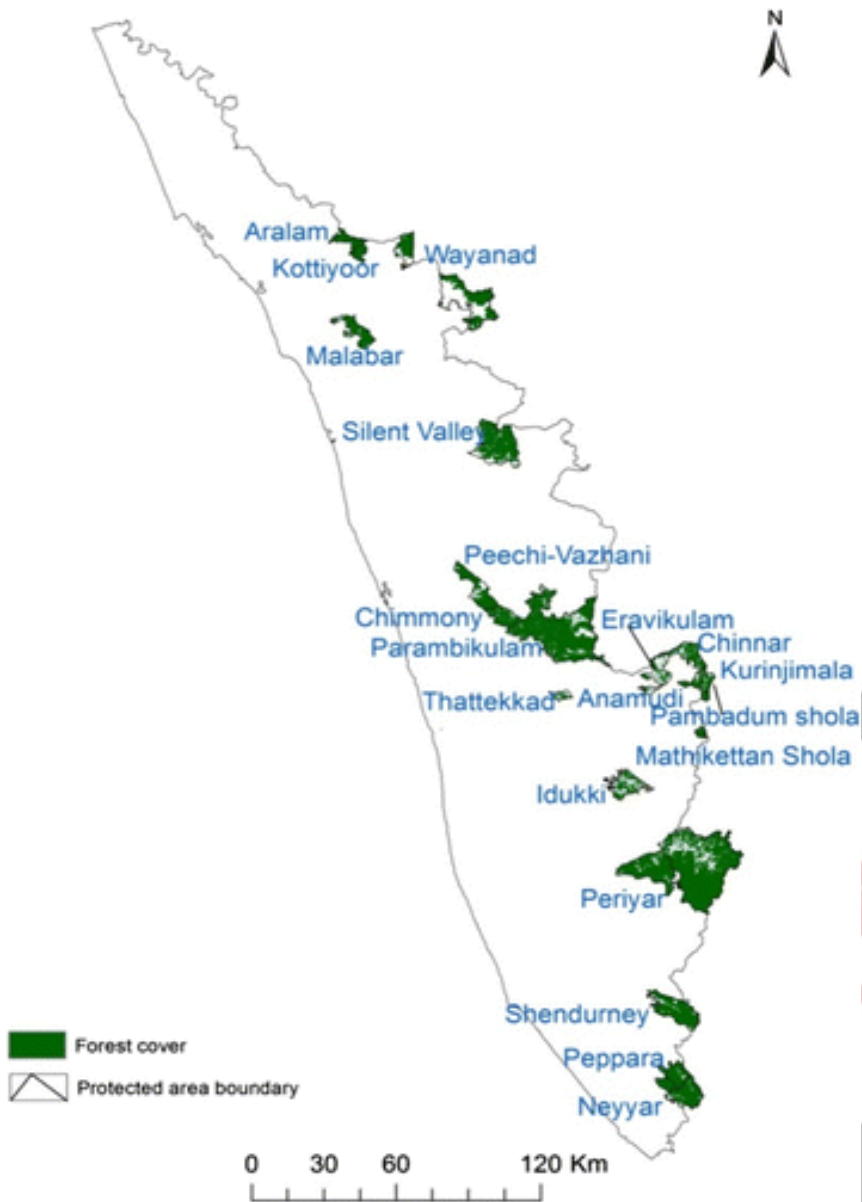 N
Aralam
Kottiyoor
Wayanad
Malabar
Silent Valley
Peechi-Vazhani
Chimmony
Parambikulam
Eravikulam
Chinnar
Kurinjimala
Thattekkad
Anamudi
Pambadum shola
Mathikettan Shola
Idukki
Periyar
Shendurney
Peppara
Neyyar
Forest cover
Protected area boundary
0 30 60 120 Km